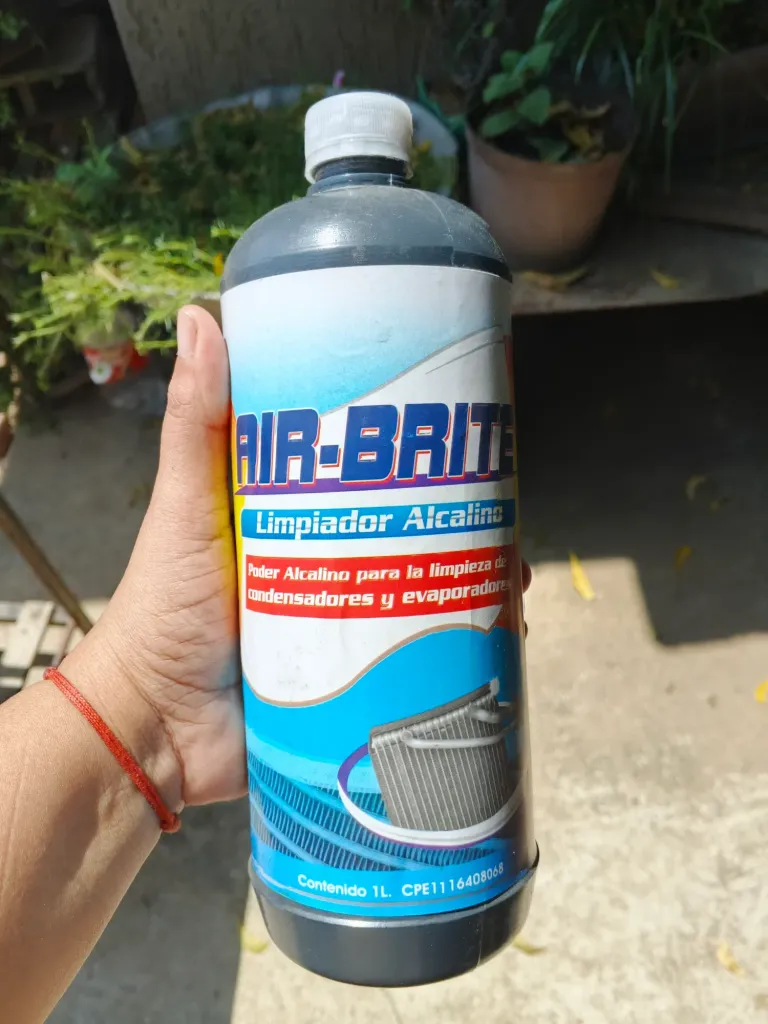 AIR-BRITE
Limpiador Alcalino
Poder Alcalino para la limpieza de
condensadores y evaporadores
Contenido 1L. CPE1116408068